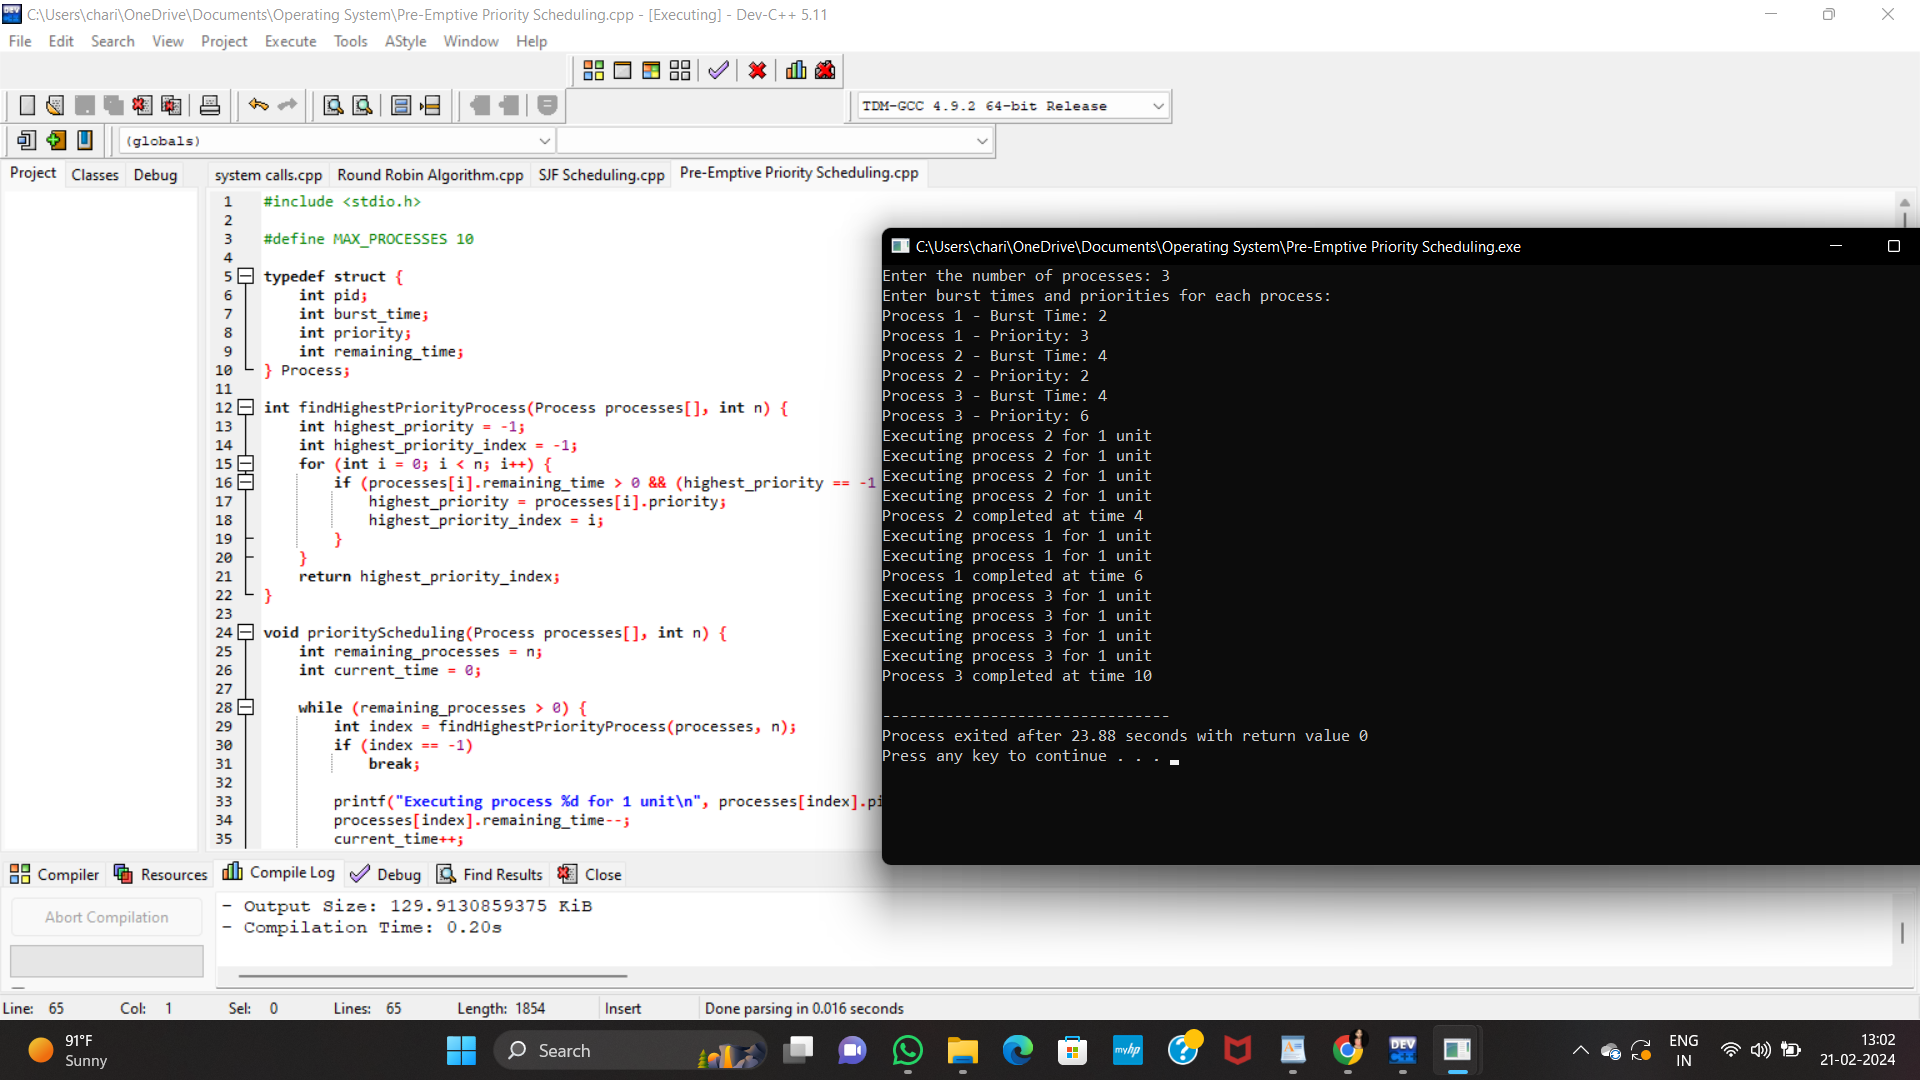 C:\Users\chari\OneDrive\Documents\Operating System\Pre-Emptive Priority Scheduling.cpp - [Executing] - Dev-C++ 5.11
File Edit Search View Project Execute Tools AStyle Window Help
TDM-GCC 4.9.2 64-bit Release
(globals)
Project Classes Debug
system calls.cpp Round Robin Algorithm.cpp SJF Scheduling.cpp Pre-Emptive Priority Scheduling.cpp
1 #include <stdio.h>
2
3 #define MAX_PROCESSES 10
4
5 typedef struct {
6 int pid;
7 int burst_time;
8 int priority;
9 int remaining_time;
10 } Process;
11
12 int findHighestPriorityProcess(Process processes[], int n) {
13 int highest_priority = -1;
14 int highest_priority_index = -1;
15 for (int i = 0; i < n; i++) {
16 if (processes[i].remaining_time > 0 && (highest_priority == -1
17 highest_priority = processes[i].priority;
18 highest_priority_index = i;
19 }
20 }
21 return highest_priority_index;
22 }
23
24 void priorityScheduling(Process processes[], int n) {
25 int remaining_processes = n;
26 int current_time = 0;
27
28 while (remaining_processes > 0) {
29 int index = findHighestPriorityProcess(processes, n);
30 if (index == -1)
31 break;
32
33 printf("Executing process %d for 1 unit\n", processes[index].pi
34 processes[index].remaining_time--;
35 current_time++;
C:\Users\chari\OneDrive\Documents\Operating System\Pre-Emptive Priority Scheduling.exe
Enter the number of processes: 3
Enter burst times and priorities for each process:
Process 1 - Burst Time: 2
Process 1 - Priority: 3
Process 2 - Burst Time: 4
Process 2 - Priority: 2
Process 3 - Burst Time: 4
Process 3 - Priority: 6
Executing process 2 for 1 unit
Executing process 2 for 1 unit
Executing process 2 for 1 unit
Executing process 2 for 1 unit
Process 2 completed at time 4
Executing process 1 for 1 unit
Executing process 1 for 1 unit
Process 1 completed at time 6
Executing process 3 for 1 unit
Executing process 3 for 1 unit
Executing process 3 for 1 unit
Executing process 3 for 1 unit
Process 3 completed at time 10
--------------------------------
Process exited after 23.88 seconds with return value 0
Press any key to continue . . .
Compiler Resources Compile Log Debug Find Results Close
Abort Compilation
- Output Size: 129.9130859375 KiB
- Compilation Time: 0.20s
Line: 65 Col: 1 Sel: 0 Lines: 65 Length: 1854 Insert Done parsing in 0.016 seconds
91°F
Sunny
Search
myhp
DEV C++
ENG
IN
13:02
21-02-2024